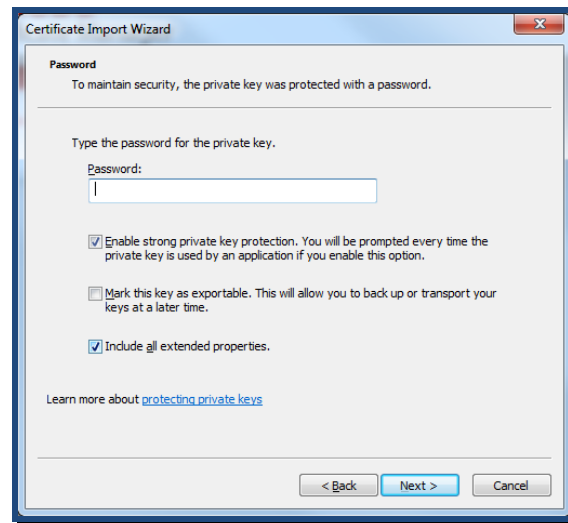 Certificate Import Wizard
Password
To maintain security, the private key was protected with a password.
Type the password for the private key.
Password:
Enable strong private key protection. You will be prompted every time the
private key is used by an application if you enable this option.
Mark this key as exportable. This will allow you to back up or transport your
keys at a later time.
Include all extended properties.
Learn more about protecting private keys
< Back Next > Cancel